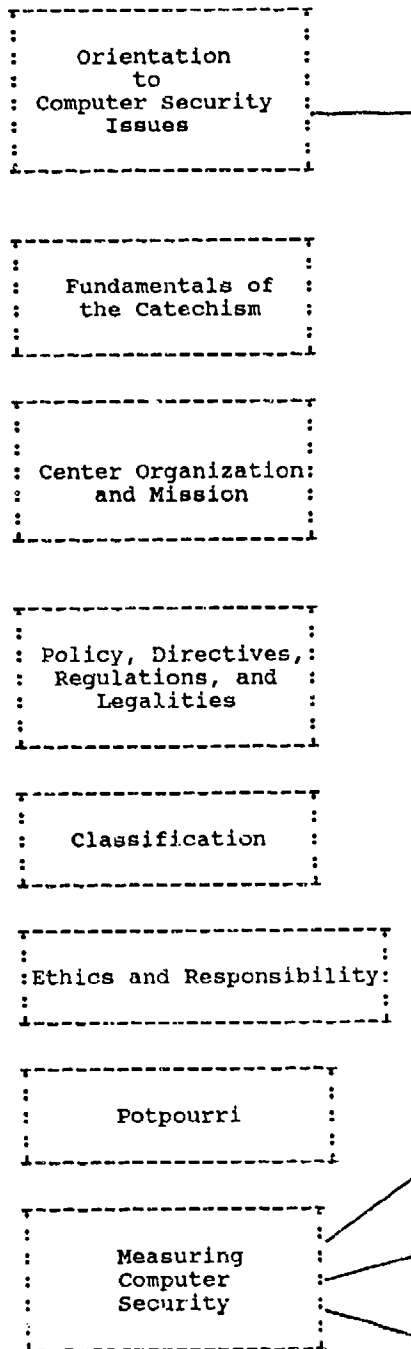 Orientation
to
Computer Security
Issues
Fundamentals of
the Catechism
Center Organization
and Mission
Policy, Directives,
Regulations, and
Legalities
Classification
Ethics and Responsibility
Potpourri
Measuring
Computer
Security